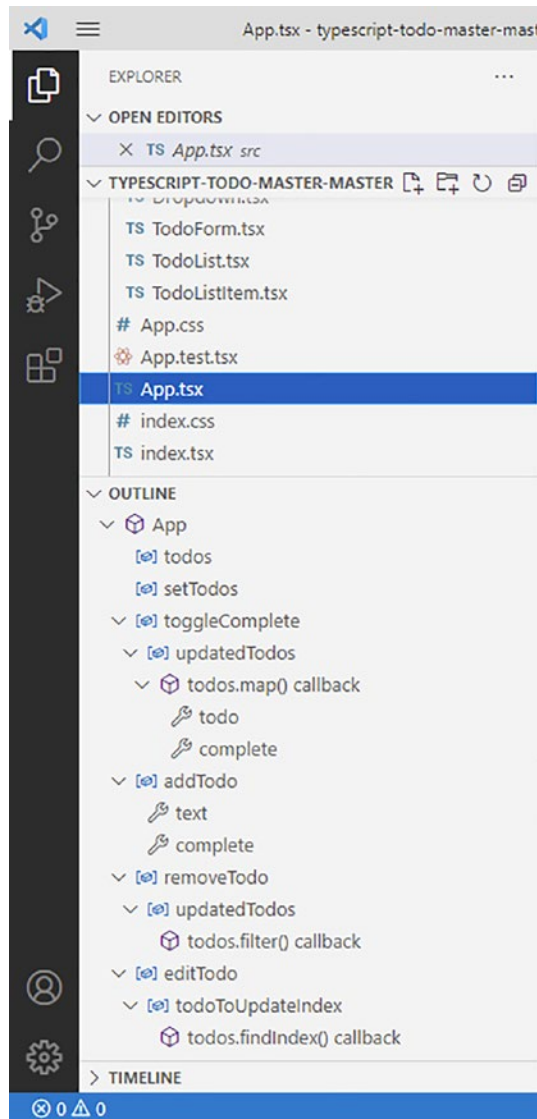 App.tsx - typescript-todo-master-mast
EXPLORER
OPEN EDITORS
TS App.tsx src
TYPESCRIPT-TODO-MASTER-MASTER
TS Dropdown.tsx
TS TodoForm.tsx
TS TodoList.tsx
TS TodoListItem.tsx
# App.css
App.test.tsx
TS App.tsx
# index.css
TS index.tsx
OUTLINE
App
todos
setTodos
toggleComplete
updatedTodos
todos.map() callback
todo
complete
addTodo
text
complete
removeTodo
updatedTodos
todos.filter() callback
editTodo
todoToUpdateIndex
todos.findIndex() callback
TIMELINE
0 0